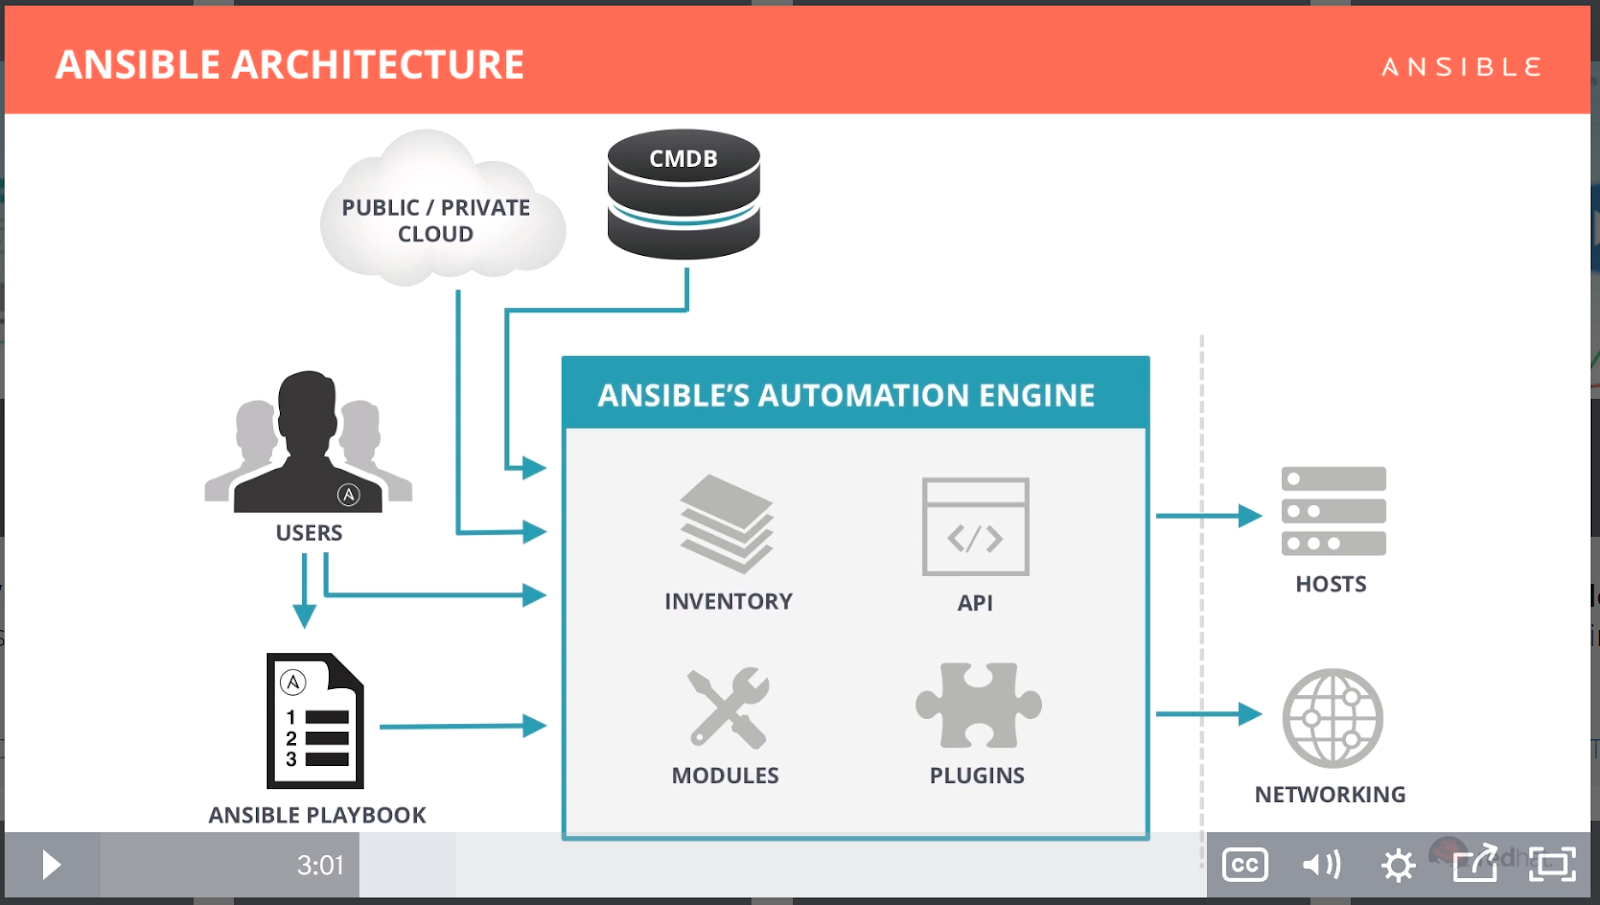 ANSIBLE ARCHITECTURE
ANSIBLE
PUBLIC / PRIVATE
CLOUD
CMDB
ANSIBLE’S AUTOMATION ENGINE
USERS
INVENTORY
API
HOSTS
1
2
3
MODULES
PLUGINS
NETWORKING
ANSIBLE PLAYBOOK
3:01
CC
redhat